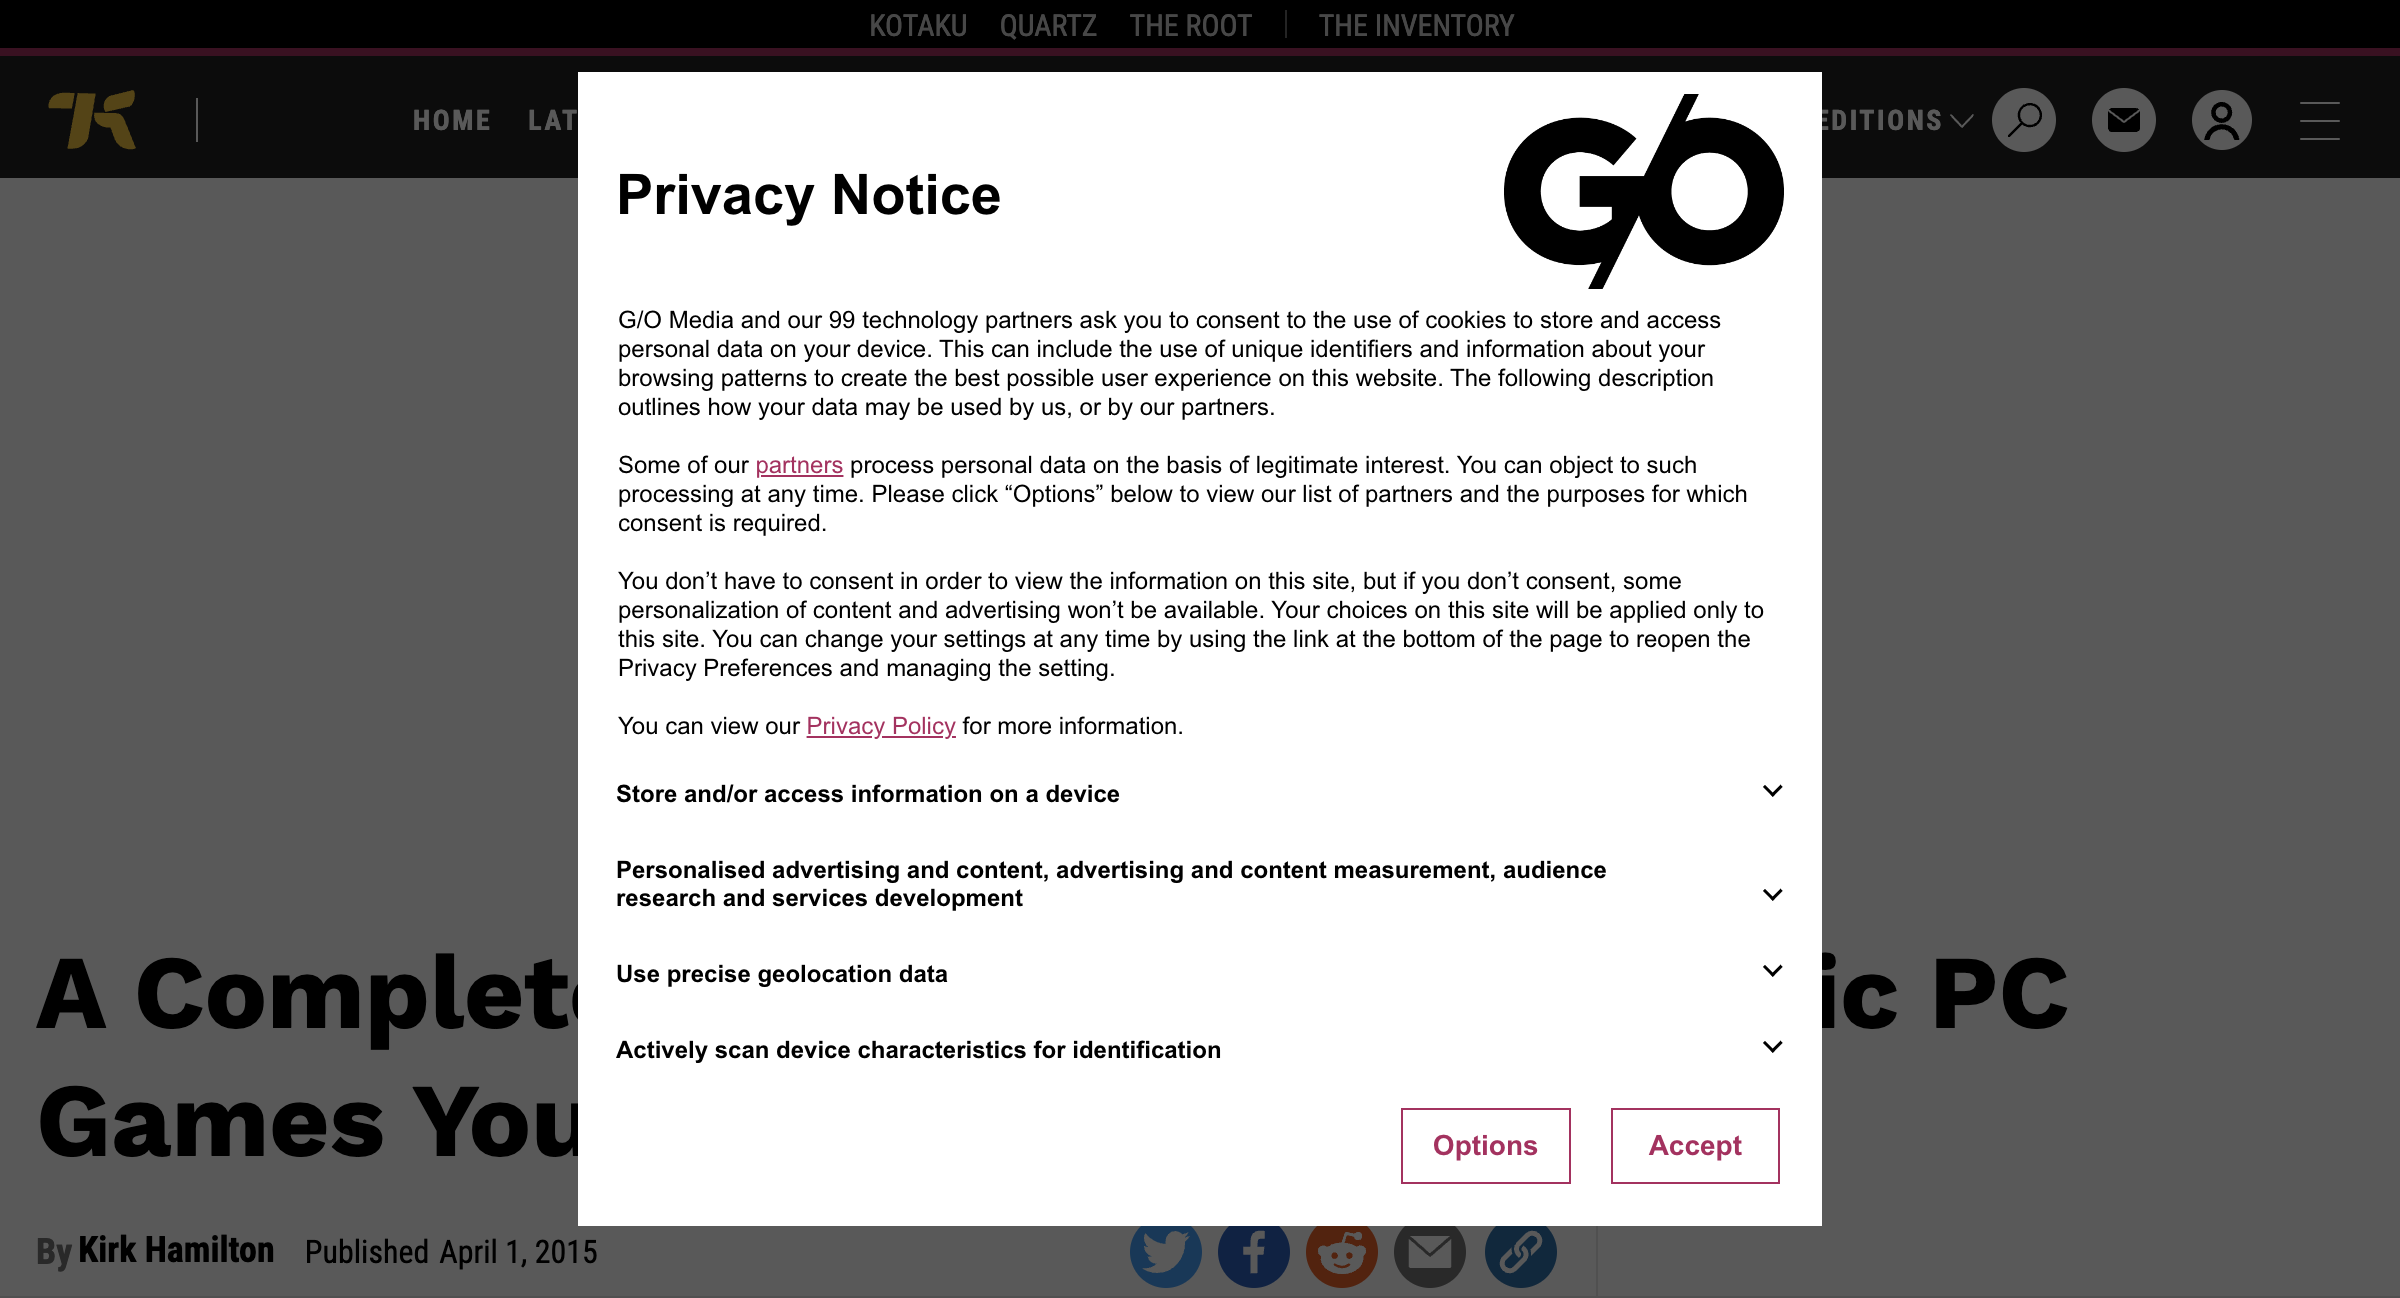 KOTAKU QUARTZ THE ROOT THE INVENTORY
HOME
EDITIONS
G/O
Privacy Notice
G/O Media and our 99 technology partners ask you to consent to the use of cookies to store and access
personal data on your device. This can include the use of unique identifiers and information about your
browsing patterns to create the best possible user experience on this website. The following description
outlines how your data may be used by us, or by our partners.
Some of our partners process personal data on the basis of legitimate interest. You can object to such
processing at any time. Please click “Options” below to view our list of partners and the purposes for which
consent is required.
You don’t have to consent in order to view the information on this site, but if you don’t consent, some
personalization of content and advertising won’t be available. Your choices on this site will be applied only to
this site. You can change your settings at any time by using the link at the bottom of the page to reopen the
Privacy Preferences and managing the setting.
You can view our Privacy Policy for more information.
Store and/or access information on a device
Personalised advertising and content, advertising and content measurement, audience
research and services development
Use precise geolocation data
Actively scan device characteristics for identification
Options Accept
A PC
Games You
By Kirk Hamilton Published April 1, 2015